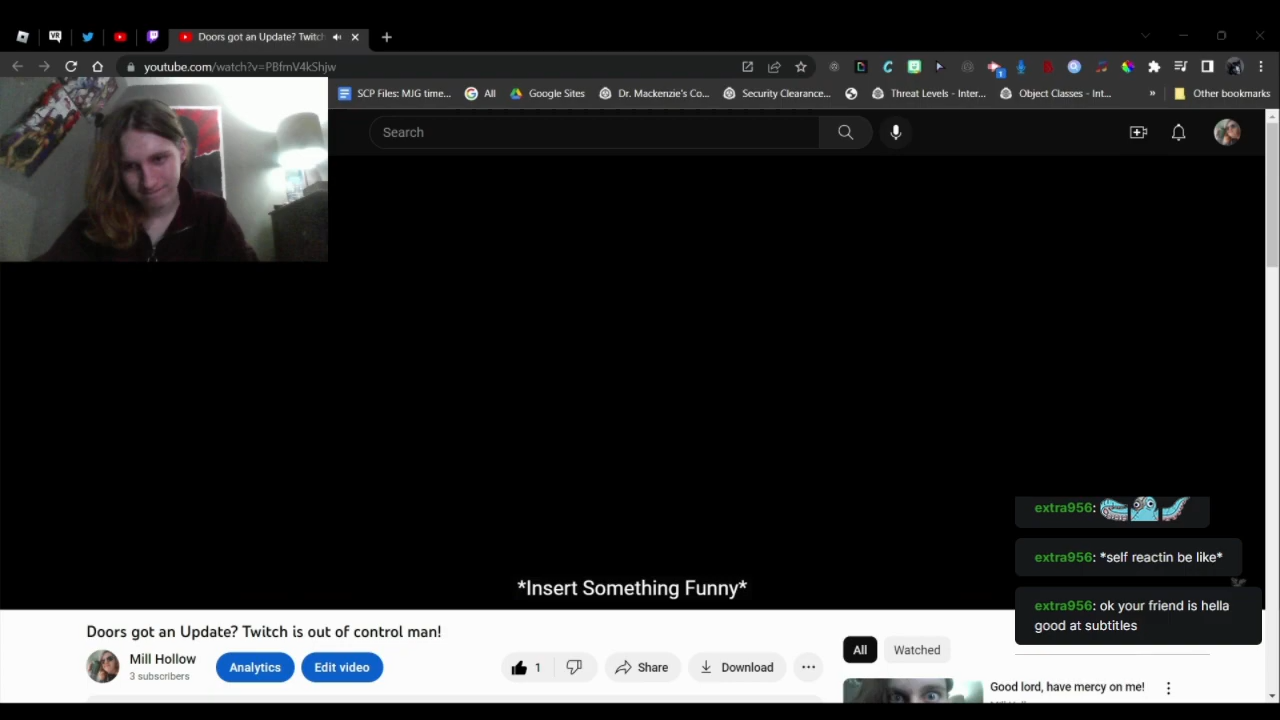 Doors got an Update? Twitch
youtube.com/watch?v=PBfmV4kShjw
SCP Files: MJG time...
All
Google Sites
Dr. Mackenzie's Co...
Security Clearance...
Threat Levels - Inter...
Object Classes - Int...
»
Other bookmarks
Search
extra956:
extra956: *self reactin be like*
extra956: ok your friend is hella
good at subtitles
*Insert Something Funny*
Doors got an Update? Twitch is out of control man!
Mill Hollow
3 subscribers
Analytics
Edit video
1
Share
Download
All
Watched
Good lord, have mercy on me!